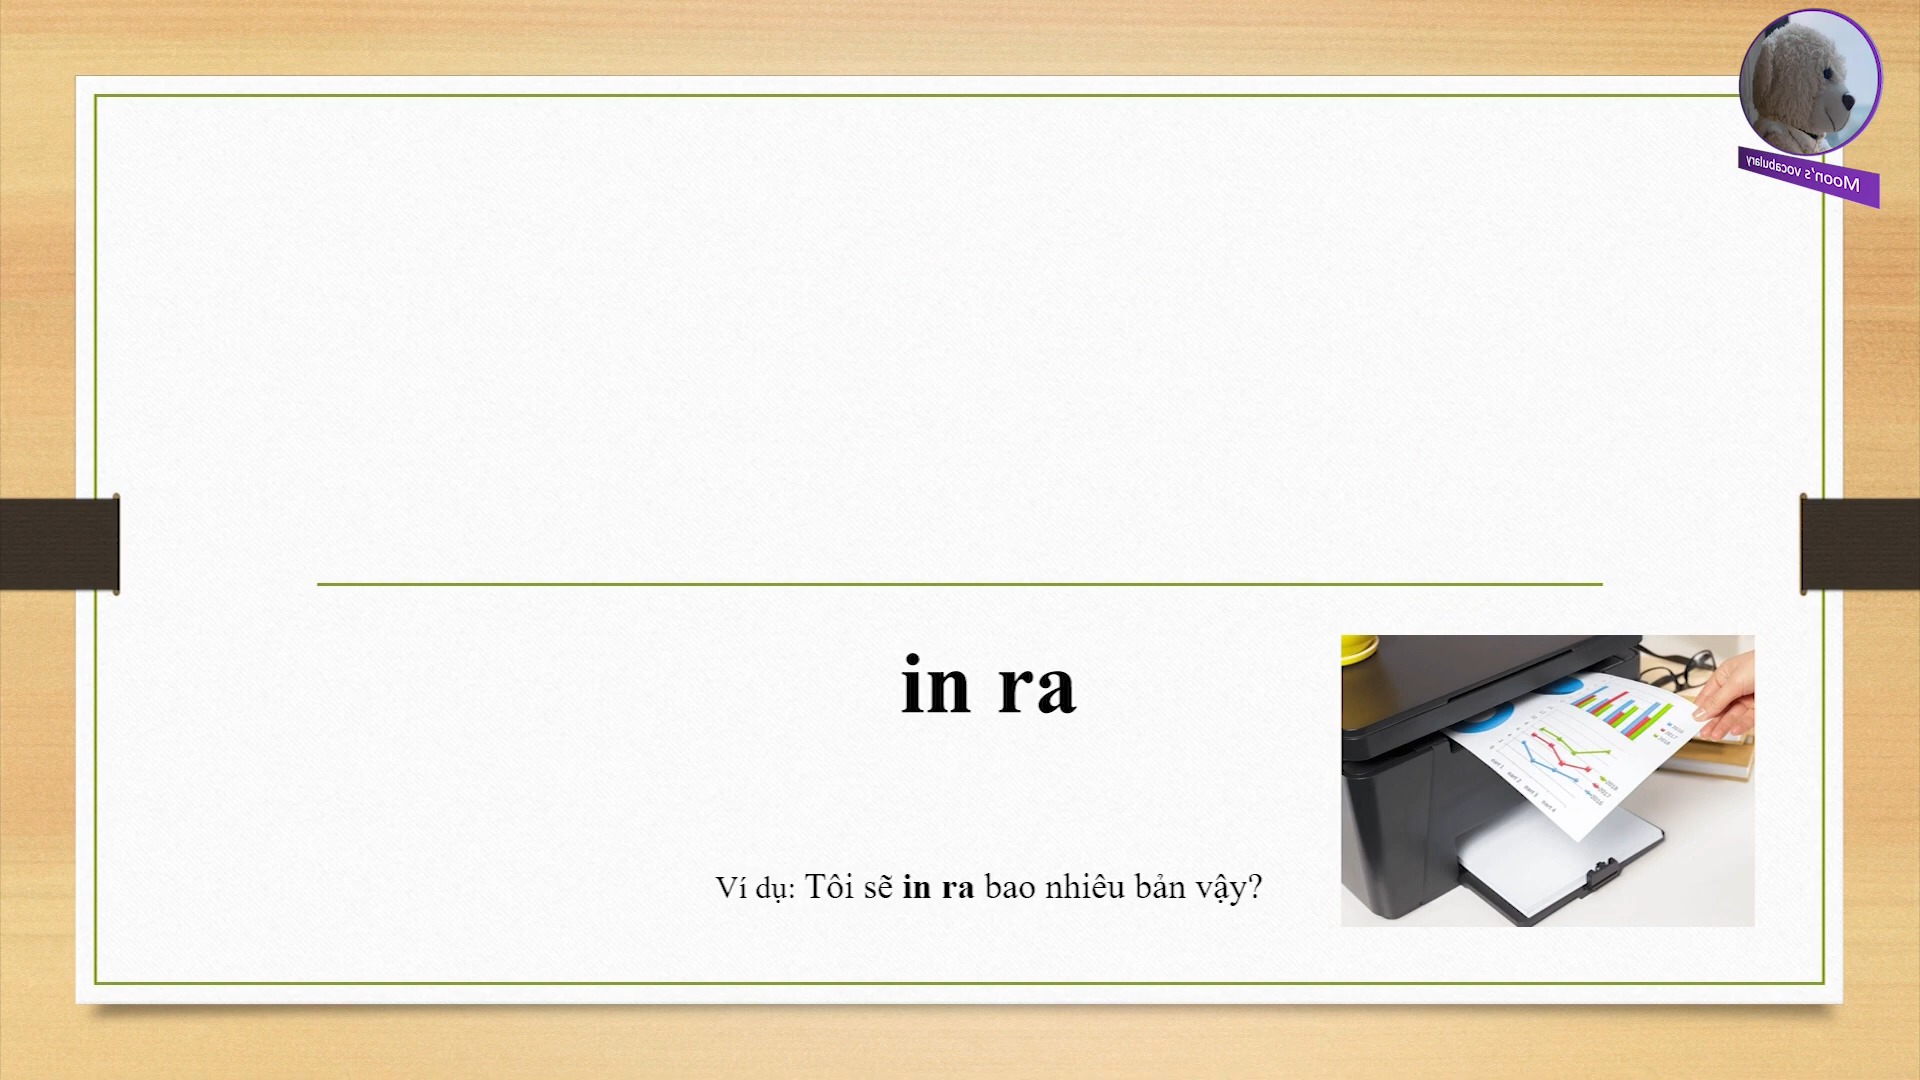 Moon's vocabulary
in ra
Ví dụ: Tôi sẽ in ra bao nhiêu bản vậy?